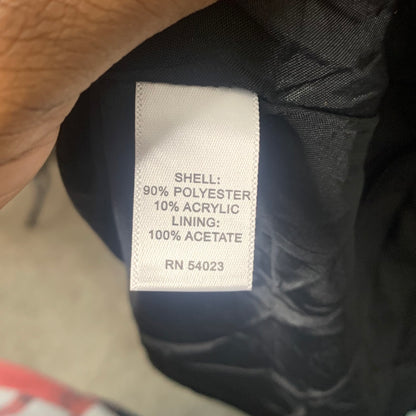 SHELL:
90% POLYESTER
10% ACRYLIC
LINING:
100% ACETATE
RN 54023